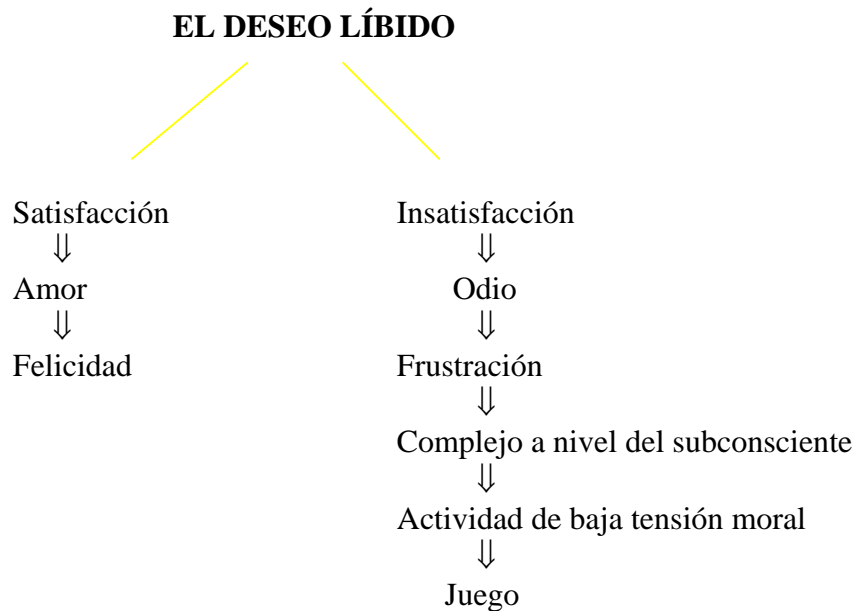 EL DESEO LÍBIDO
Satisfacción Insatisfacción
⇓ ⇓
Amor Odio
⇓ ⇓
Felicidad Frustración
⇓
Complejo a nivel del subconsciente
⇓
Actividad de baja tensión moral
⇓
Juego